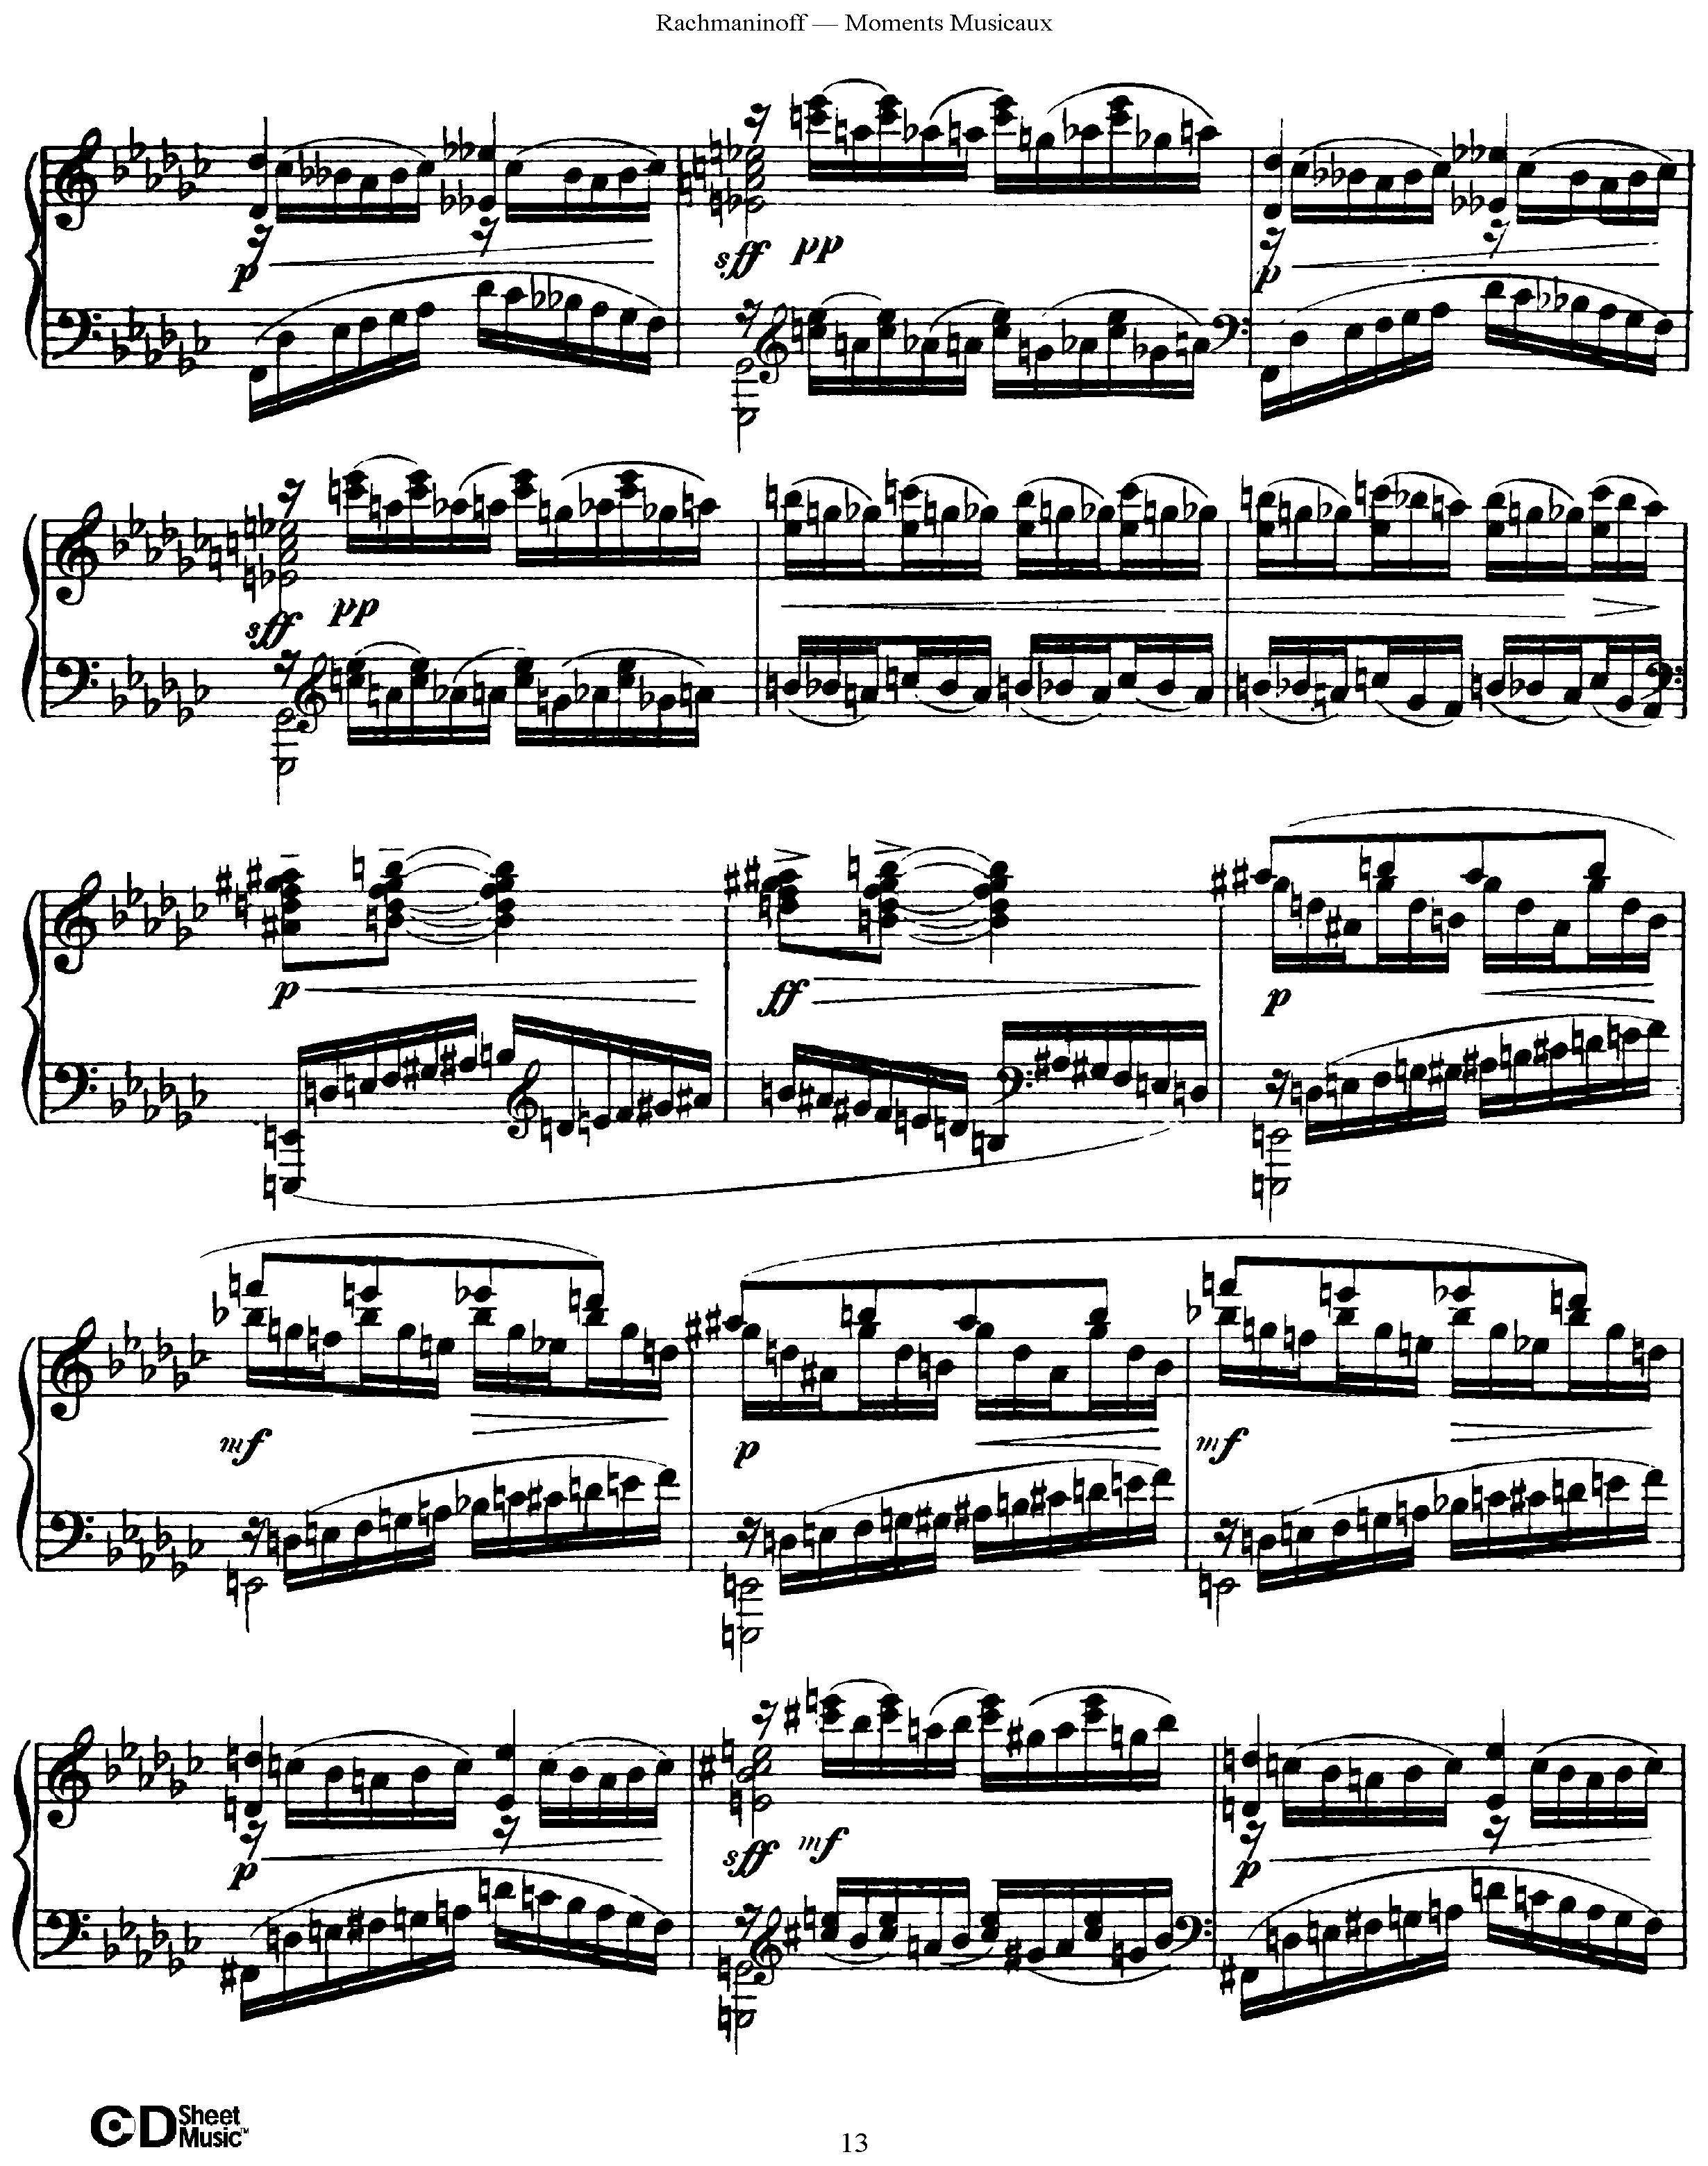 Rachmaninoff — Moments Musicaux
p
sff pp
p
sff
pp
p
ff
p
mf
p
mf
p
sff mf
p
CD Sheet Music™
13